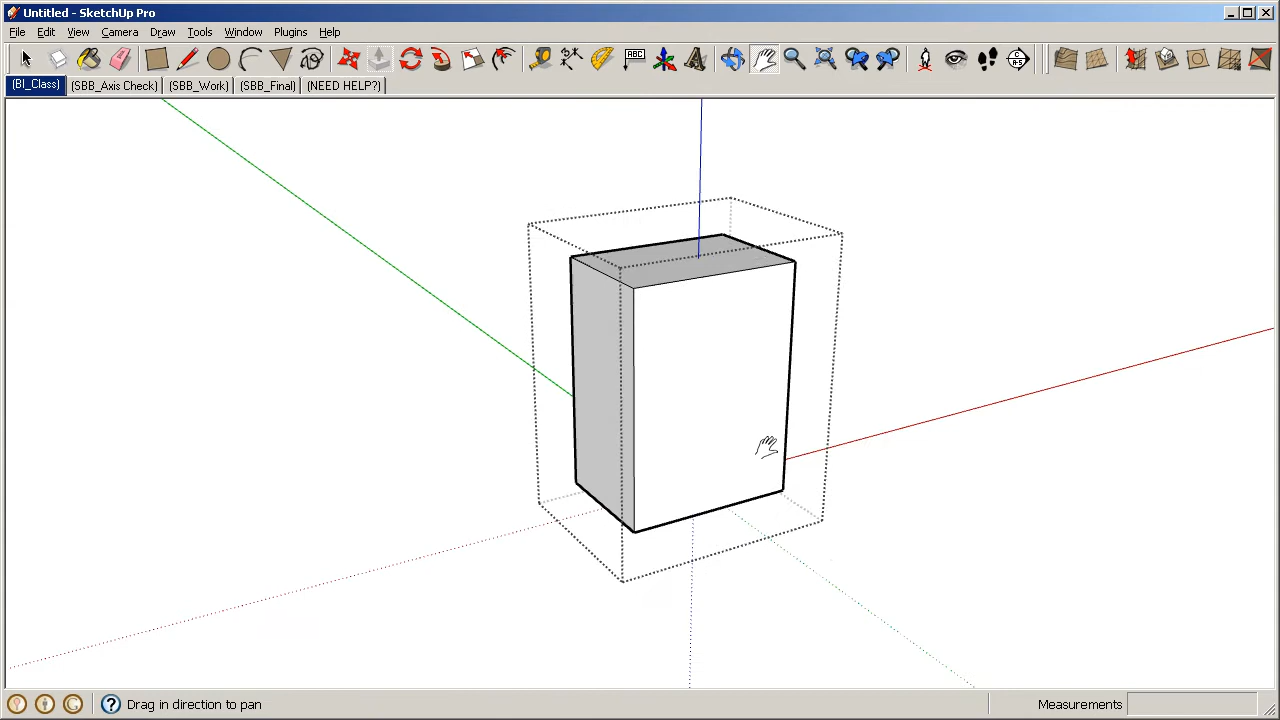 Untitled - SketchUp Pro
File Edit View Camera Draw Tools Window Plugins Help
ABC A
(BI_Class) (SBB_Axis Check) (SBB_Work) (SBB_Final) (NEED HELP?)
Drag in direction to pan Measurements